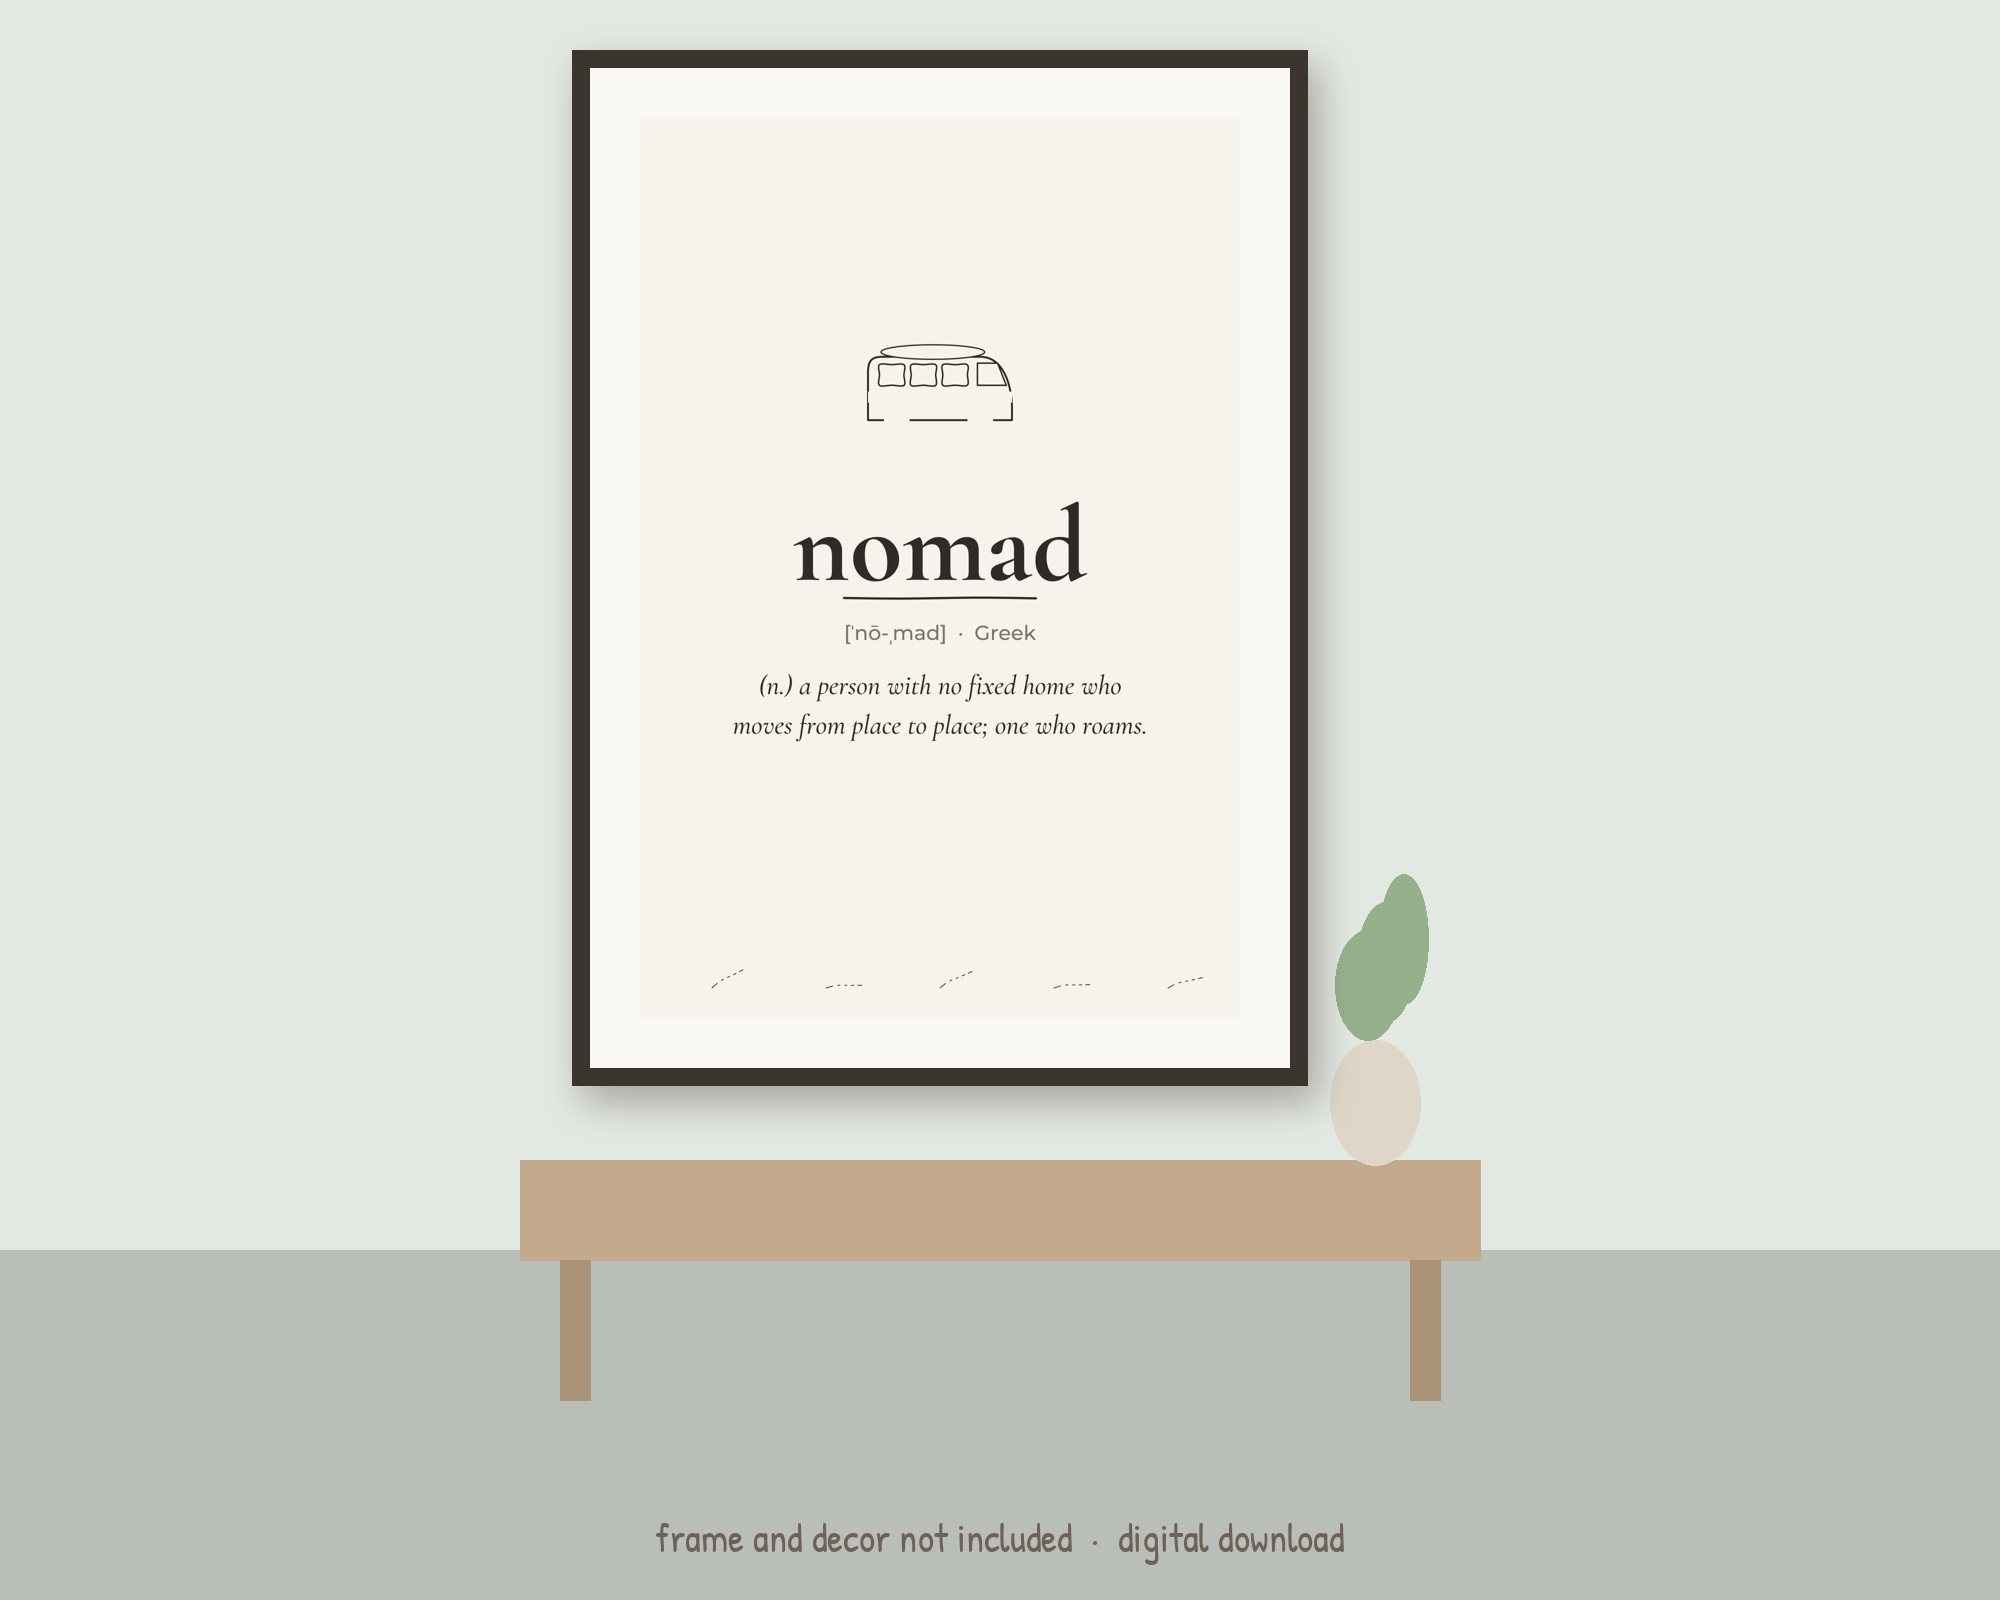 nomad
[ˈnō-ˌmad] · Greek
(n.) a person with no fixed home who
moves from place to place; one who roams.
frame and decor not included · digital download